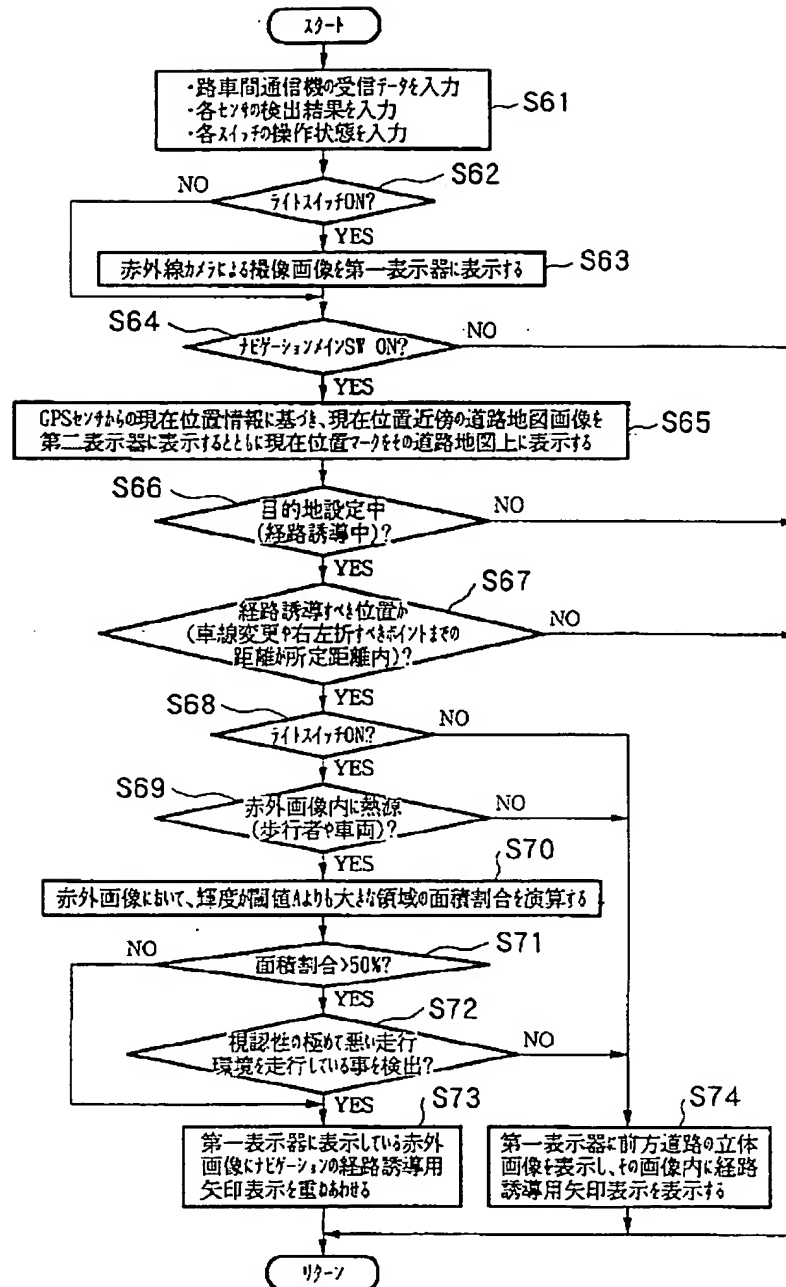 スタート
・路車間通信機の受信データを入力
・各センサの検出結果を入力
・各スイッチの操作状態を入力
S61
S62
NO
ライトスイッチON?
YES
赤外線カメラによる撮像画像を第一表示器に表示する
S63
S64
ナビゲーションメインSW ON?
NO
YES
GPSセンサからの現在位置情報に基づき、現在位置近傍の道路地図画像を
第二表示器に表示するとともに現在位置マークをその道路地図上に表示する
S65
S66
目的地設定中
(経路誘導中)?
NO
YES
S67
経路誘導すべき位置か
(車線変更や右左折すべきポイントまでの
距離が所定距離内)?
NO
YES
S68
ライトスイッチON?
NO
YES
S69
赤外画像内に熱源
(歩行者や車両)?
NO
YES
S70
赤外画像において、輝度が閾値Aよりも大きな領域の面積割合を演算する
S71
NO
面積割合>50%?
YES
S72
視認性の極めて悪い走行
環境を走行している事を検出?
NO
YES
S73
第一表示器に表示している赤外
画像にナビゲーションの経路誘導用
矢印表示を重ねあわせる
S74
第一表示器に前方道路の立体
画像を表示し、その画像内に経路
誘導用矢印表示を表示する
リターン